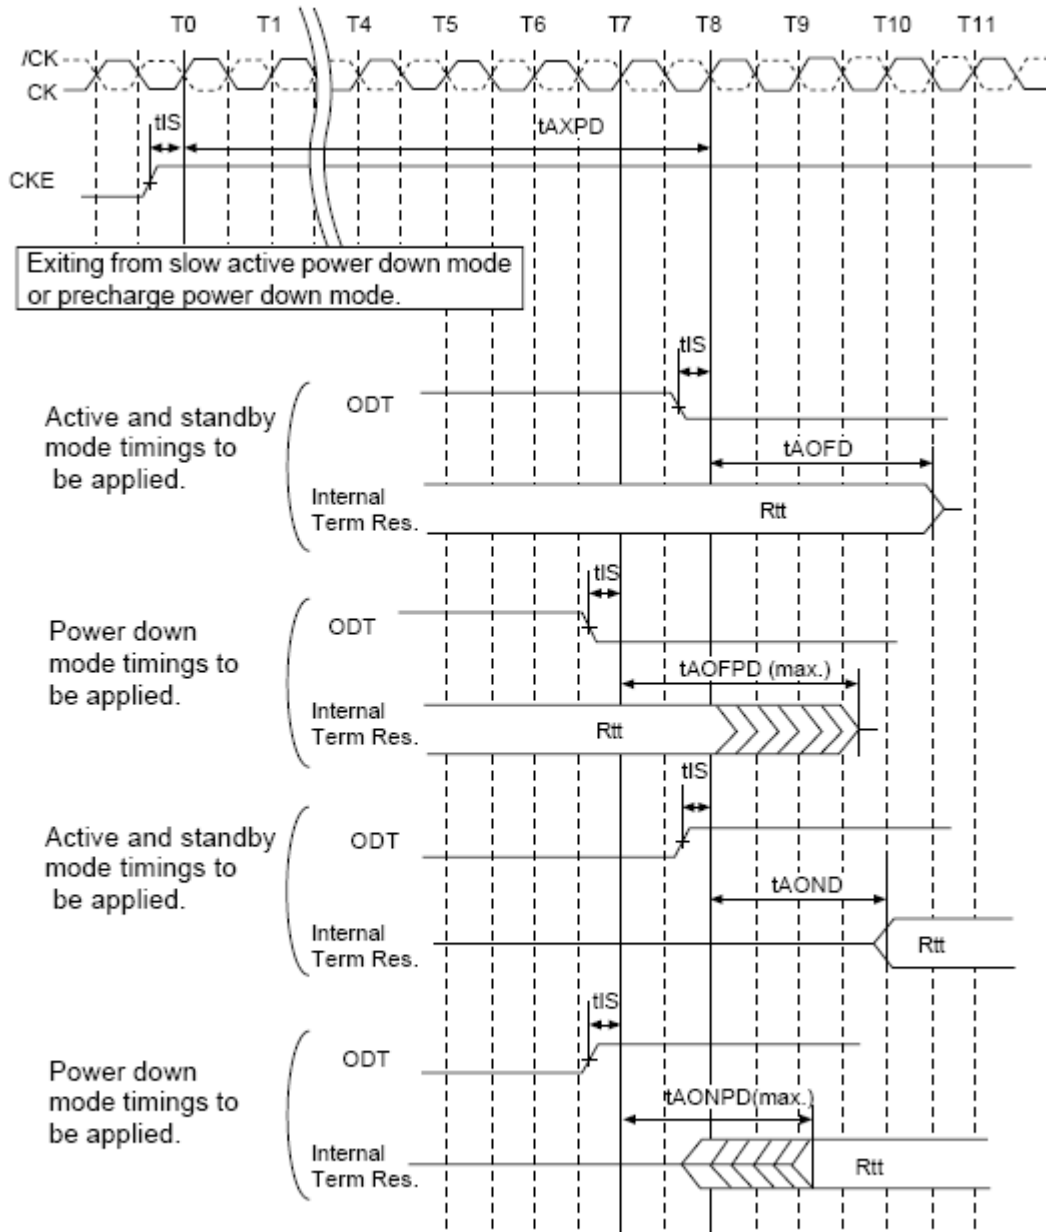 T0 T1 T4 T5 T6 T7 T8 T9 T10 T11
/CK
CK
tIS
tAXPD
CKE
Exiting from slow active power down mode
or precharge power down mode.
tIS
ODT
Active and standby
mode timings to
be applied.
tAOFD
Internal
Term Res.
Rtt
tIS
ODT
Power down
mode timings to
be applied.
tAOFPD (max.)
Internal
Term Res.
Rtt
tIS
ODT
Active and standby
mode timings to
be applied.
tAOND
Internal
Term Res.
Rtt
tIS
ODT
Power down
mode timings to
be applied.
tAONPD(max.)
Internal
Term Res.
Rtt